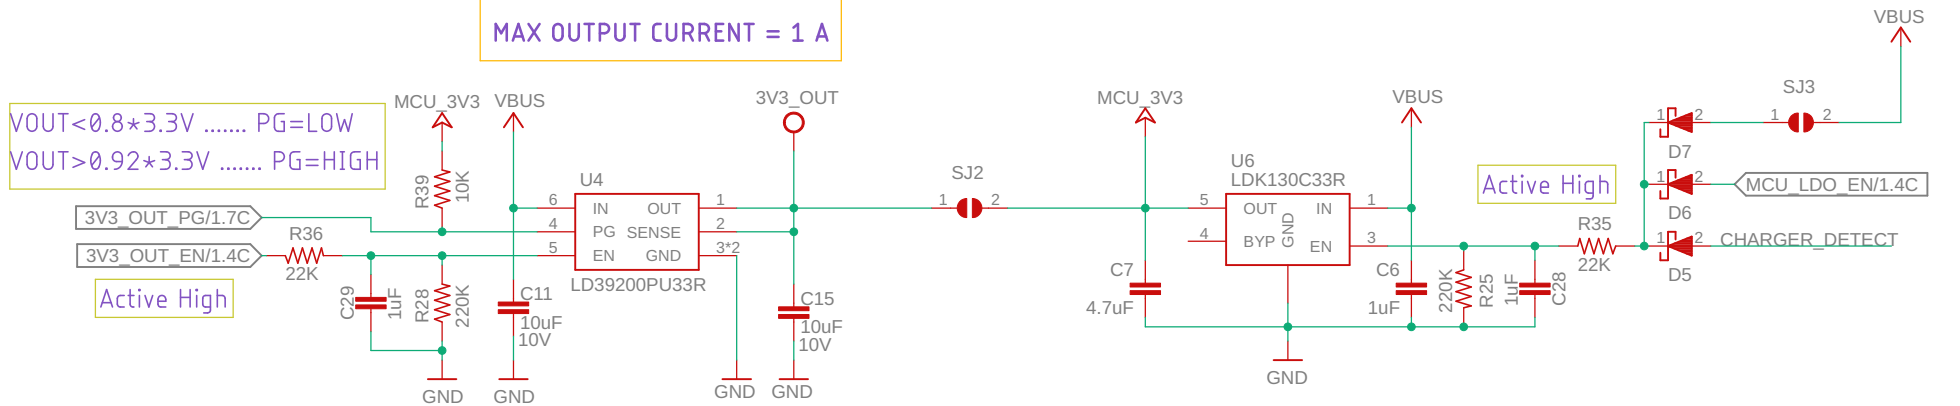 MAX OUTPUT CURRENT = 1 A
VOUT<0.8*3.3V ....... PG=LOW
VOUT>0.92*3.3V ....... PG=HIGH
MCU_3V3
VBUS
3V3_OUT
R39
10K
3V3_OUT_PG/1.7C
3V3_OUT_EN/1.4C
R36
22K
Active High
C29
1uF
R28
220K
U4
6 IN OUT 1
4 PG SENSE 2
5 EN GND 3*2
LD39200PU33R
C11
10uF
10V
C15
10uF
10V
GND
GND
GND
GND
SJ2
1 2
MCU_3V3
U6
LDK130C33R
5 OUT GND IN 1
4 BYP EN 3
VBUS
C7
4.7uF
C6
1uF
220K
R25
1uF
C28
GND
Active High
R35
22K
VBUS
SJ3
1 2
1 2
D7
1 2
D6
MCU_LDO_EN/1.4C
1 2
D5
CHARGER_DETECT